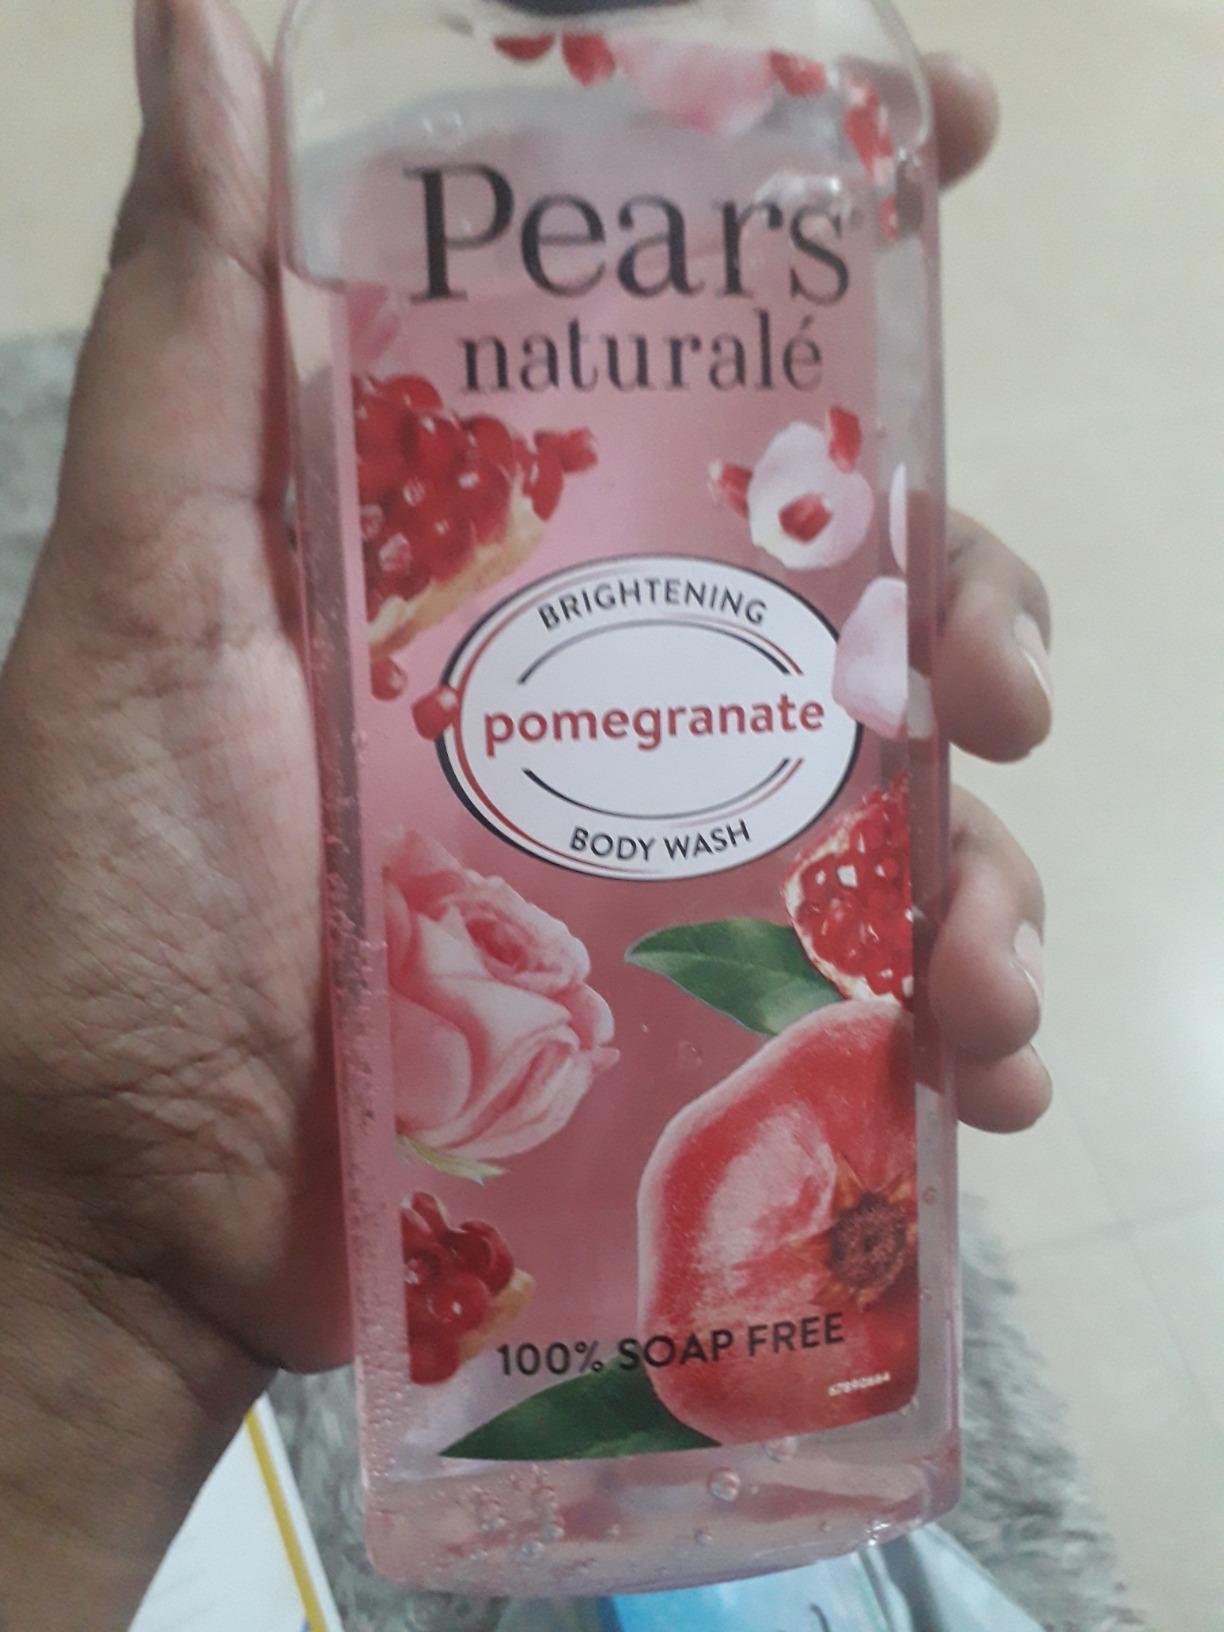 Pears
naturalé
BRIGHTENING
pomegranate
BODY WASH
100% SOAP FREE